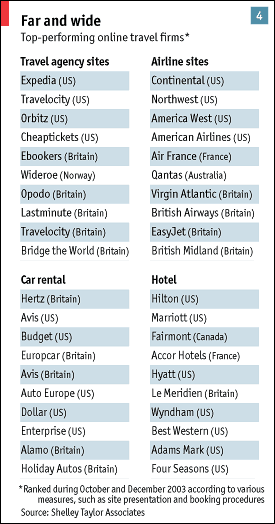 Far and wide
4
Top-performing online travel firms*
Travel agency sites
Expedia (US)
Travelocity (US)
Orbitz (US)
Cheaptickets (US)
Ebookers (Britain)
Wideroe (Norway)
Opodo (Britain)
Lastminute (Britain)
Travelocity (Britain)
Bridge the World (Britain)
Airline sites
Continental (US)
Northwest (US)
America West (US)
American Airlines (US)
Air France (France)
Qantas (Australia)
Virgin Atlantic (Britain)
British Airways (Britain)
EasyJet (Britain)
British Midland (Britain)
Car rental
Hertz (Britain)
Avis (US)
Budget (US)
Europcar (Britain)
Avis (Britain)
Auto Europe (US)
Dollar (US)
Enterprise (US)
Alamo (Britain)
Holiday Autos (Britain)
Hotel
Hilton (US)
Marriott (US)
Fairmont (Canada)
Accor Hotels (France)
Hyatt (US)
Le Meridien (Britain)
Wyndham (US)
Best Western (US)
Adams Mark (US)
Four Seasons (US)
*Ranked during October and December 2003 according to various
measures, such as site presentation and booking procedures
Source: Shelley Taylor Associates